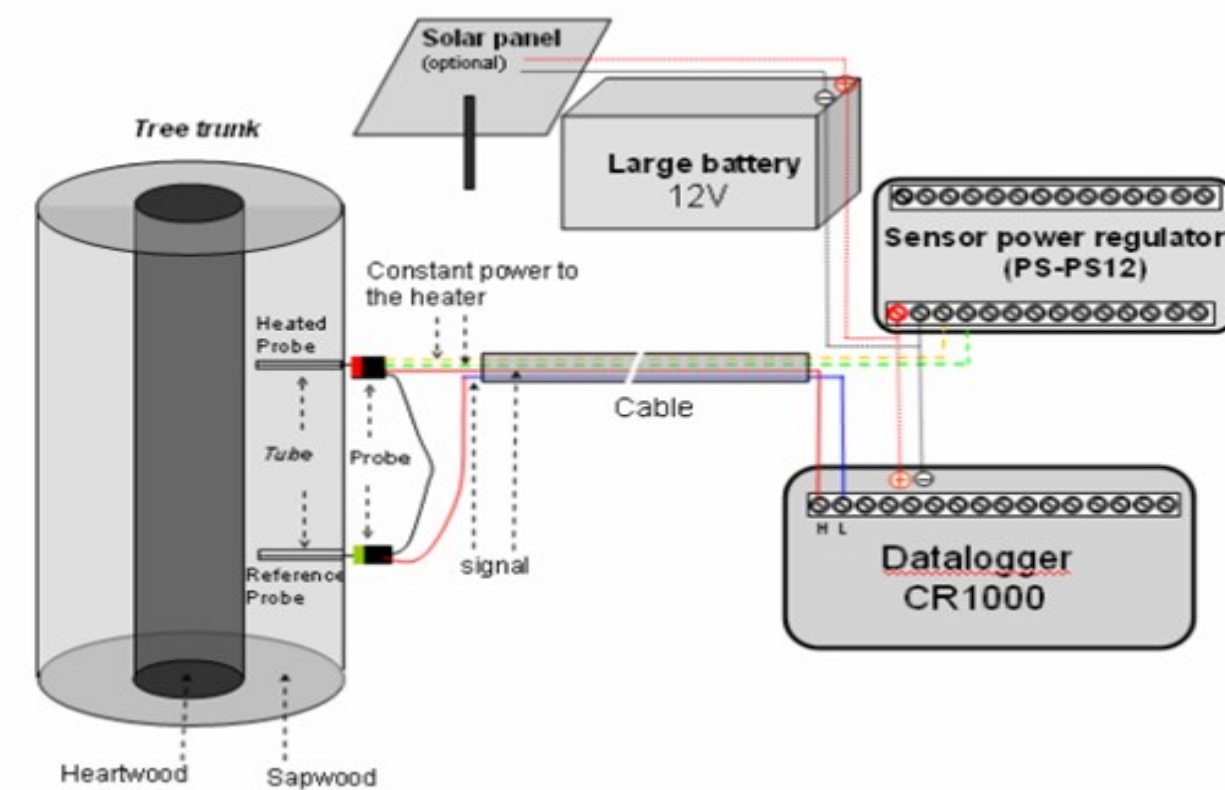 Solar panel
(optional)
Tree trunk
Large battery
12V
Sensor power regulator
(PS-PS12)
Constant power to
the heater
Heated
Probe
Cable
Tube
Probe
signal
Reference
Probe
H L
Datalogger
CR1000
Heartwood
Sapwood